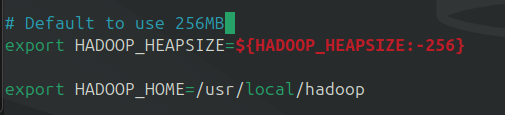 # Default to use 256MB
export HADOOP_HEAPSIZE=${HADOOP_HEAPSIZE:-256}
export HADOOP_HOME=/usr/local/hadoop